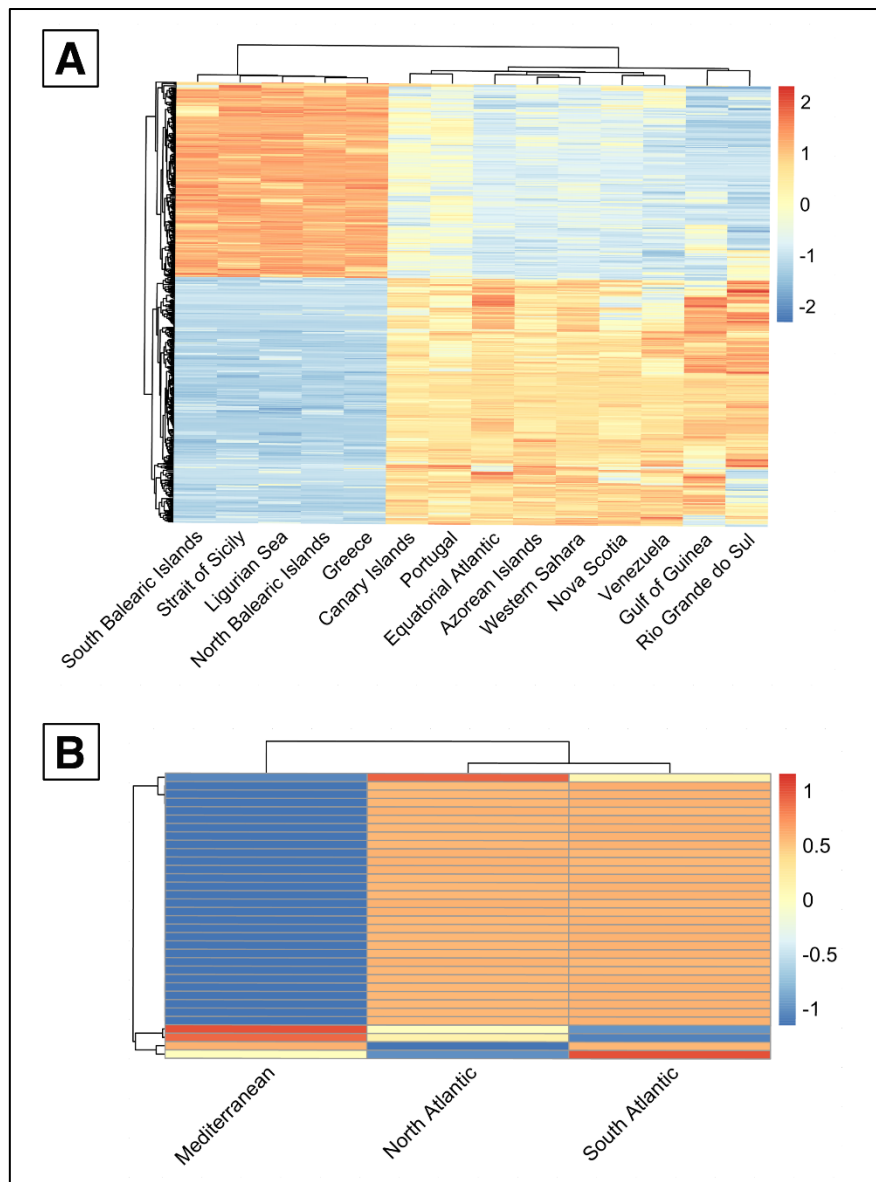 A
2
1
0
-1
-2
South Balearic Islands
Strait of Sicily
Ligurian Sea
North Balearic Islands
Greece
Canary Islands
Portugal
Equatorial Atlantic
Azorean Islands
Western Sahara
Nova Scotia
Venezuela
Gulf of Guinea
Rio Grande do Sul
B
1
0.5
0
-0.5
-1
Mediterranean
North Atlantic
South Atlantic